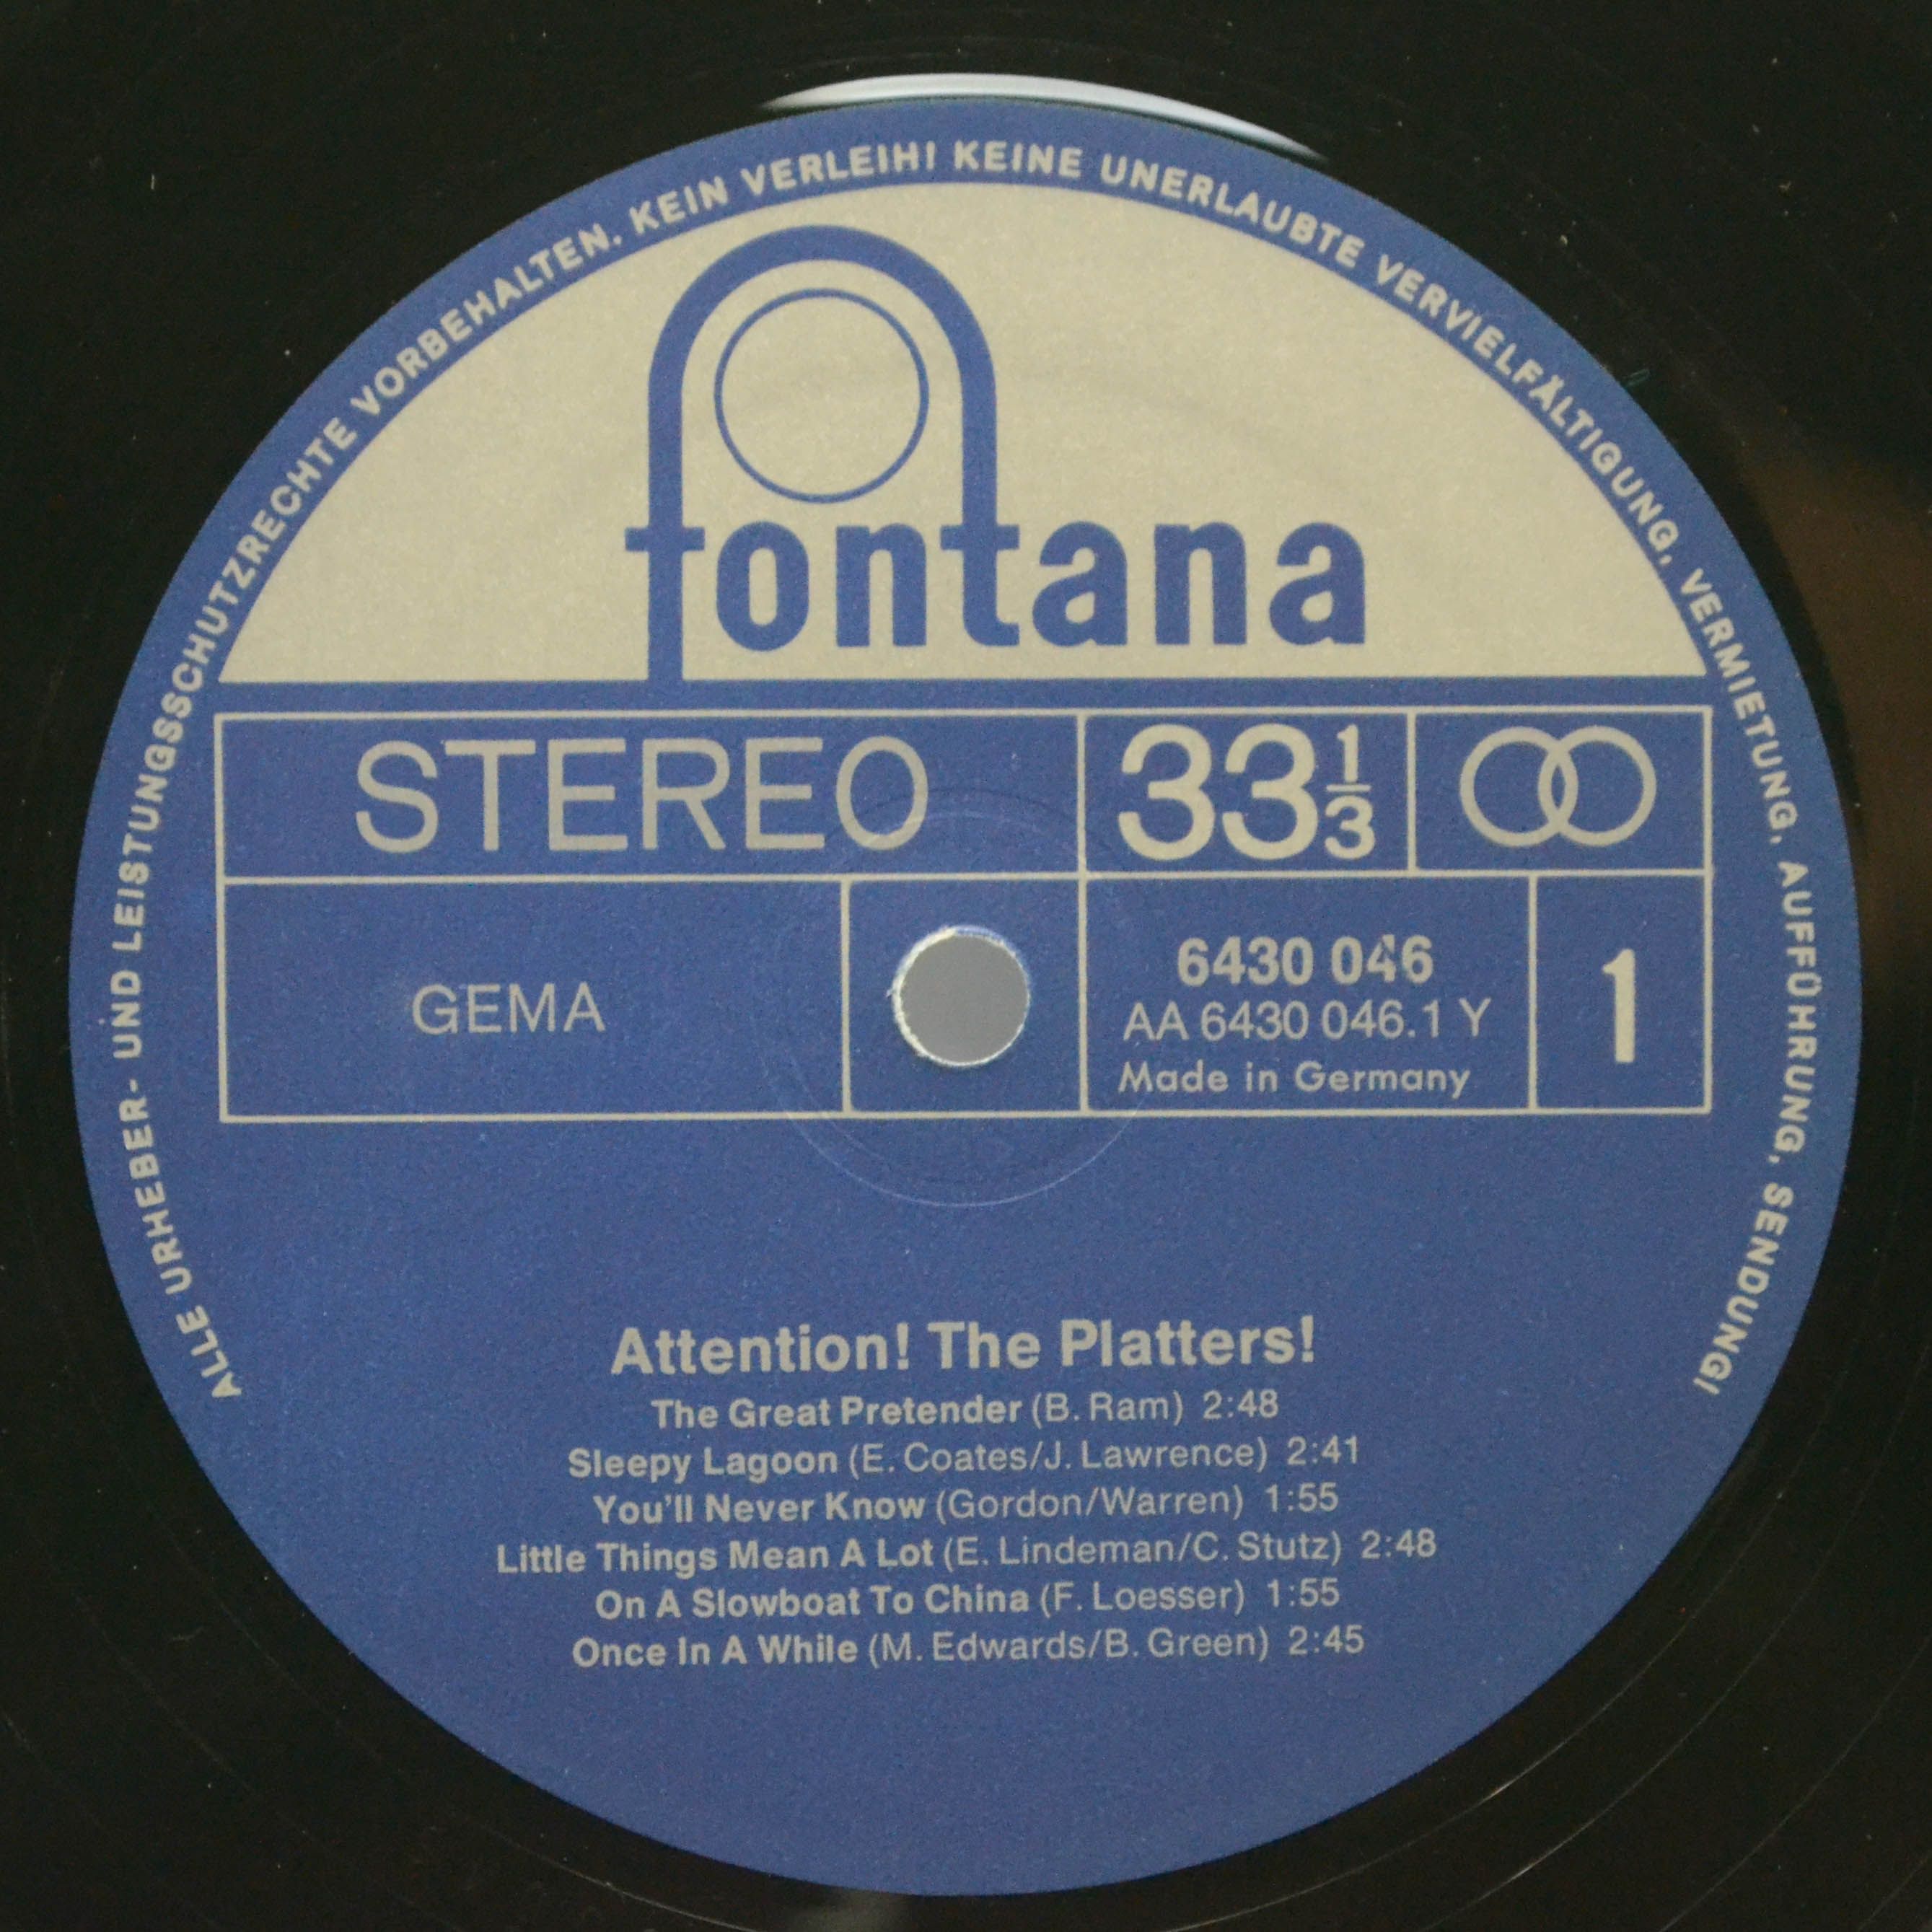 ALLE URHEBER- UND LEISTUNGSSCHUTZRECHTE VORBEHALTEN. KEIN VERLEIH! KEINE UNERLAUBTE VERVIELFÄLTIGUNG, VERMIETUNG, AUFFÜHRUNG, SENDUNG!
fontana
STEREO 33 1/3
GEMA
6430 046
AA 6430 046.1 Y
Made in Germany
1
Attention! The Platters!
The Great Pretender (B. Ram) 2:48
Sleepy Lagoon (E. Coates/J. Lawrence) 2:41
You'll Never Know (Gordon/Warren) 1:55
Little Things Mean A Lot (E. Lindeman/C. Stutz) 2:48
On A Slowboat To China (F. Loesser) 1:55
Once In A While (M. Edwards/B. Green) 2:45